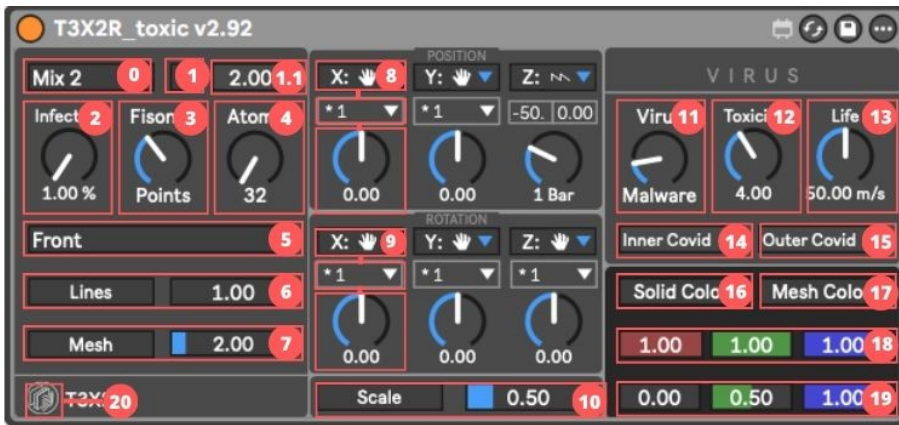 T3X2R_toxic v2.92
Mix 2 0 1 2.00 1.1
Infect 2 Fison 3 Atom 4
1.00 % Points 32
Front 5
Lines 1.00 6
Mesh 2.00 7
T3X2 20
POSITION
X: 8 Y: Z:
* 1 * 1 -50. 0.00
0.00 0.00 1 Bar
ROTATION
X: 9 Y: Z:
* 1 * 1 * 1
0.00 0.00 0.00
Scale 0.50 10
VIRUS
Viru 11 Toxici 12 Life 13
Malware 4.00 50.00 m/s
Inner Covid 14 Outer Covid 15
Solid Colo 16 Mesh Colo 17
1.00 1.00 1.00 18
0.00 0.50 1.00 19